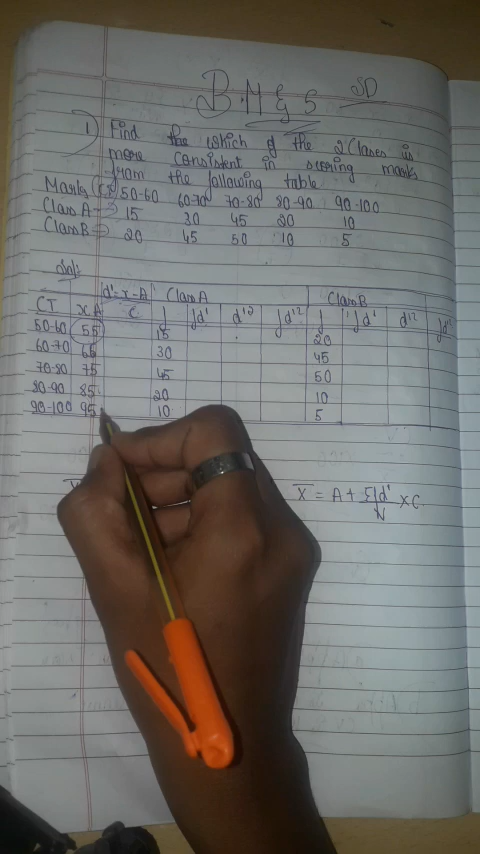 B.M & S SD
1) Find the which of the 2 Clases is
more consistent in scoring marks
from the following table
Marks (CI) 50-60 60-70 70-80 80-90 90-100
Class A → 15 30 45 20 10
Class B → 20 45 50 10 5
Sol:
d'=x-A Class A Class B
CI x A C f fd' d'² fd'² f fd' d'² fd'²
50-60 55 15 20
60-70 65 30 45
70-80 75 45 50
80-90 85 20 10
90-100 95 10 5
X̄ = A + Σfd'/N × C